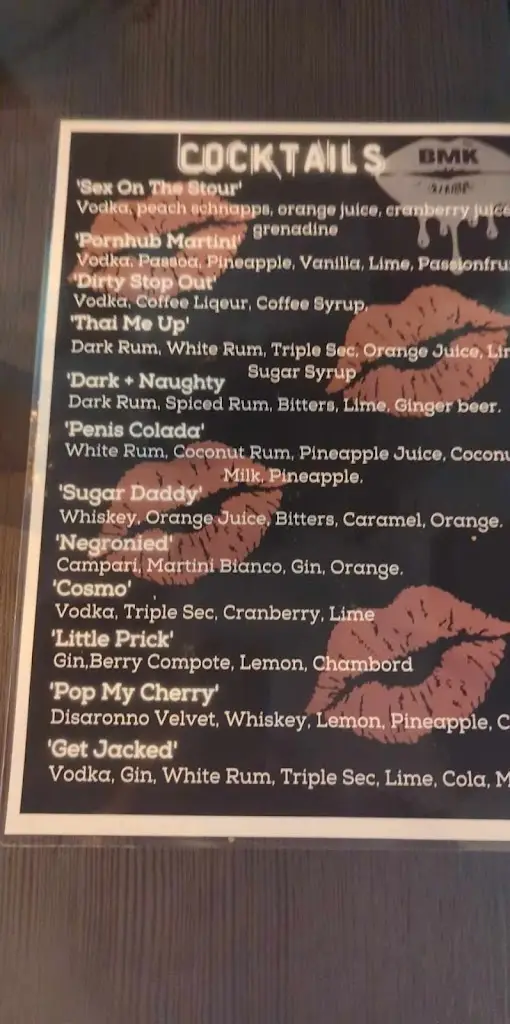 COCKTAILS
BMK
'Sex On The Stour'
Vodka, peach schnapps, orange juice, cranberry juice
grenadine
'Pornhub Martini'
Vodka, Passoa, Pineapple, Vanilla, Lime, Passionfru
'Dirty Stop Out'
Vodka, Coffee Liqeur, Coffee Syrup,
'Thai Me Up'
Dark Rum, White Rum, Triple Sec, Orange Juice, Lim
Sugar Syrup
'Dark + Naughty
Dark Rum, Spiced Rum, Bitters, Lime, Ginger beer.
'Penis Colada'
White Rum, Coconut Rum, Pineapple Juice, Coconu
Milk, Pineapple.
'Sugar Daddy'
Whiskey, Orange Juice, Bitters, Caramel, Orange.
'Negronied'
Campari, Martini Bianco, Gin, Orange.
'Cosmo'
Vodka, Triple Sec, Cranberry, Lime
'Little Prick'
Gin,Berry Compote, Lemon, Chambord
'Pop My Cherry'
Disaronno Velvet, Whiskey, Lemon, Pineapple, C
'Get Jacked'
Vodka, Gin, White Rum, Triple Sec, Lime, Cola, M